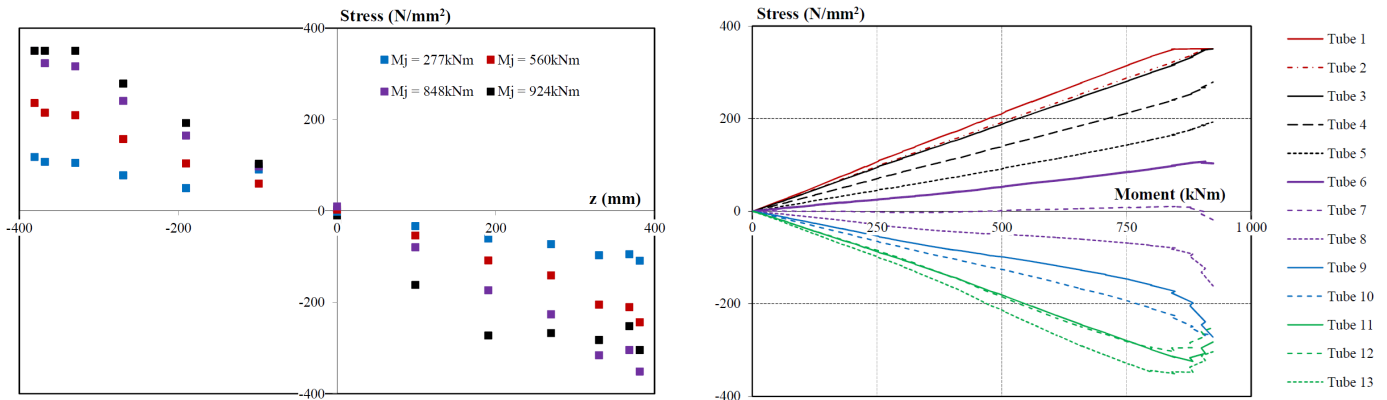 Stress (N/mm²)
400
Mj = 277kNm
Mj = 560kNm
Mj = 848kNm
Mj = 924kNm
200
z (mm)
-400
-200
0
200
400
-200
-400
Stress (N/mm²)
400
200
Moment (kNm)
0
0
250
500
750
1 000
-200
-400
Tube 1
Tube 2
Tube 3
Tube 4
Tube 5
Tube 6
Tube 7
Tube 8
Tube 9
Tube 10
Tube 11
Tube 12
Tube 13